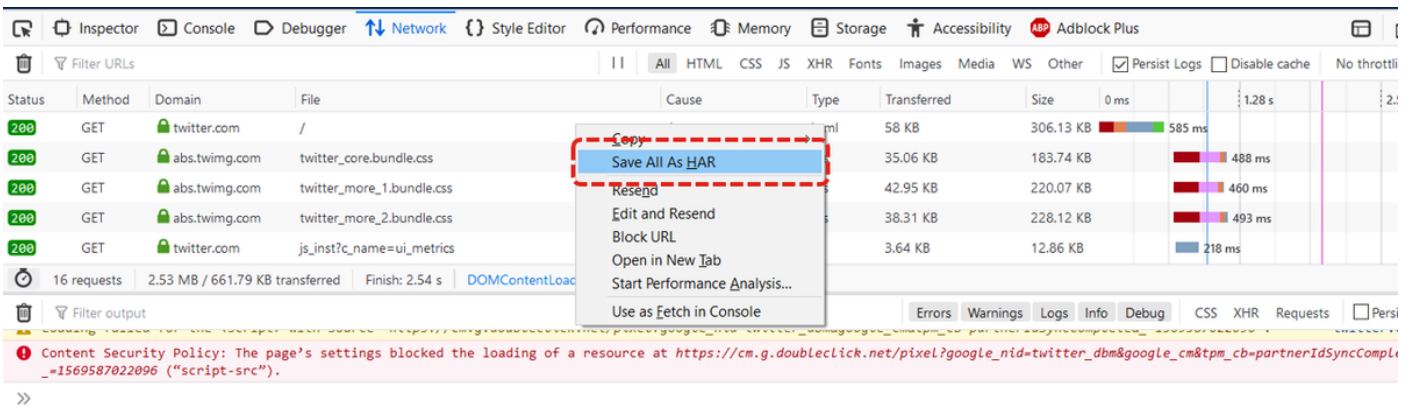 Inspector Console Debugger Network Style Editor Performance Memory Storage Accessibility ABP Adblock Plus
Filter URLs All HTML CSS JS XHR Fonts Images Media WS Other Persist Logs Disable cache No throttli
Status Method Domain File Cause Type Transferred Size 0 ms 1.28 s 2.5
200 GET twitter.com / 58 KB 306.13 KB 585 ms
200 GET abs.twimg.com twitter_core.bundle.css 35.06 KB 183.74 KB 488 ms
200 GET abs.twimg.com twitter_more_1.bundle.css 42.95 KB 220.07 KB 460 ms
200 GET abs.twimg.com twitter_more_2.bundle.css 38.31 KB 228.12 KB 493 ms
200 GET twitter.com js_inst?c_name=ui_metrics 3.64 KB 12.86 KB 218 ms
16 requests 2.53 MB / 661.79 KB transferred Finish: 2.54 s DOMContentLoad
Copy
Save All As HAR
Resend
Edit and Resend
Block URL
Open in New Tab
Start Performance Analysis...
Use as Fetch in Console
Filter output Errors Warnings Logs Info Debug CSS XHR Requests Persi
Content Security Policy: The page's settings blocked the loading of a resource at https://cm.g.doubleclick.net/pixel?google_nid=twitter_dbm&google_cm&tpm_cb=partnerIdSyncComple
_=1569587022096 (“script-src”).